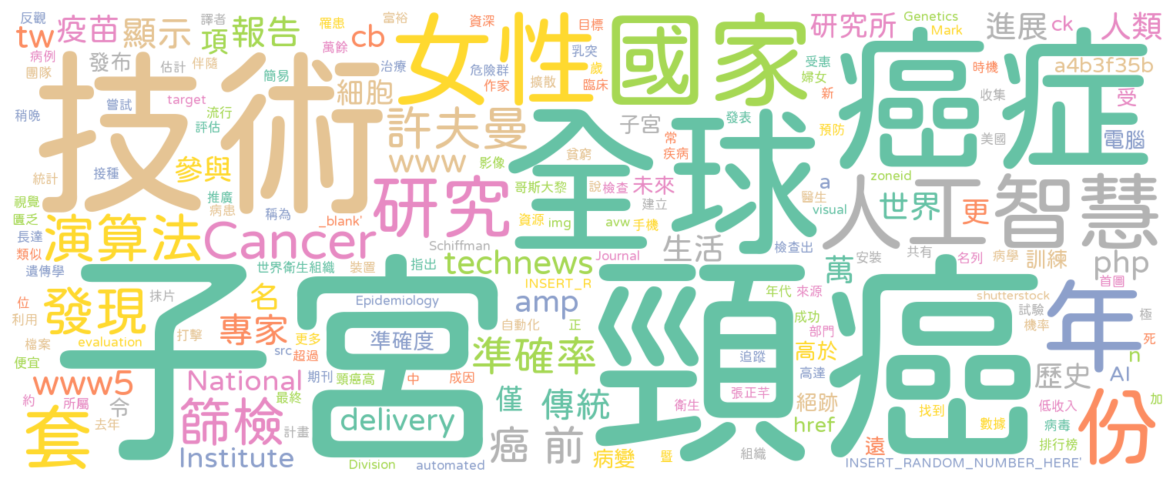 反觀 譯者 罹患 富裕 資深 目標 研究所 Genetics 進展 ck 人類
tw 疫苗 顯示 項 報告 萬餘 cb 女性 乳突 國家 Mark
病例 發布 估計 伴隨 簡易 治療 危險群 歲 受惠 癌症 時機 a4b3f35b
團隊 技術 細胞 作家 擴散 臨床 婦女 新 收集 受
稍晚 嘗試 target 流行 評估 許夫曼 子宮 常 發表 預防 美國 電腦
統計 接種 參與 www 影像 全球 貧窮 疾病
視覺 推廣 病患 稱為 _blank' 研究 哥斯大黎 說 檢查 未來 醫生 人工智慧 a zoneid 世界 更
匱乏 演算法 Cancer 資源 img 建立 avw 手機 visual
長達 類似 Schiffman Journal 生活 檢查出 安裝 共有 病學 名列 訓練 php
遺傳學 世界衛生組織 裝置 指出 technews 萬 首圖
子宮頸癌 INSERT_R
位 發現 抹片 名 Epidemiology amp 年代 來源 shutterstock 年
利用 專家 打擊 準確度 自動化 正 成功 試驗 極
檔案 evaluation src 超過 更多 準確率 追蹤 部門 高於 機率 n 死
便宜 www5 National 期刊 頸癌高 中 成因 高達 歷史 AI
約 所屬 令 最終 僅 傳統 張正芊 絕跡 低收入 加
套 去年 篩檢 計畫 delivery 衛生 href 找到 數據 病毒 份
Institute 癌前 病變 遠 排行榜
Division automated 暨 組織 INSERT_RANDOM_NUMBER_HERE'